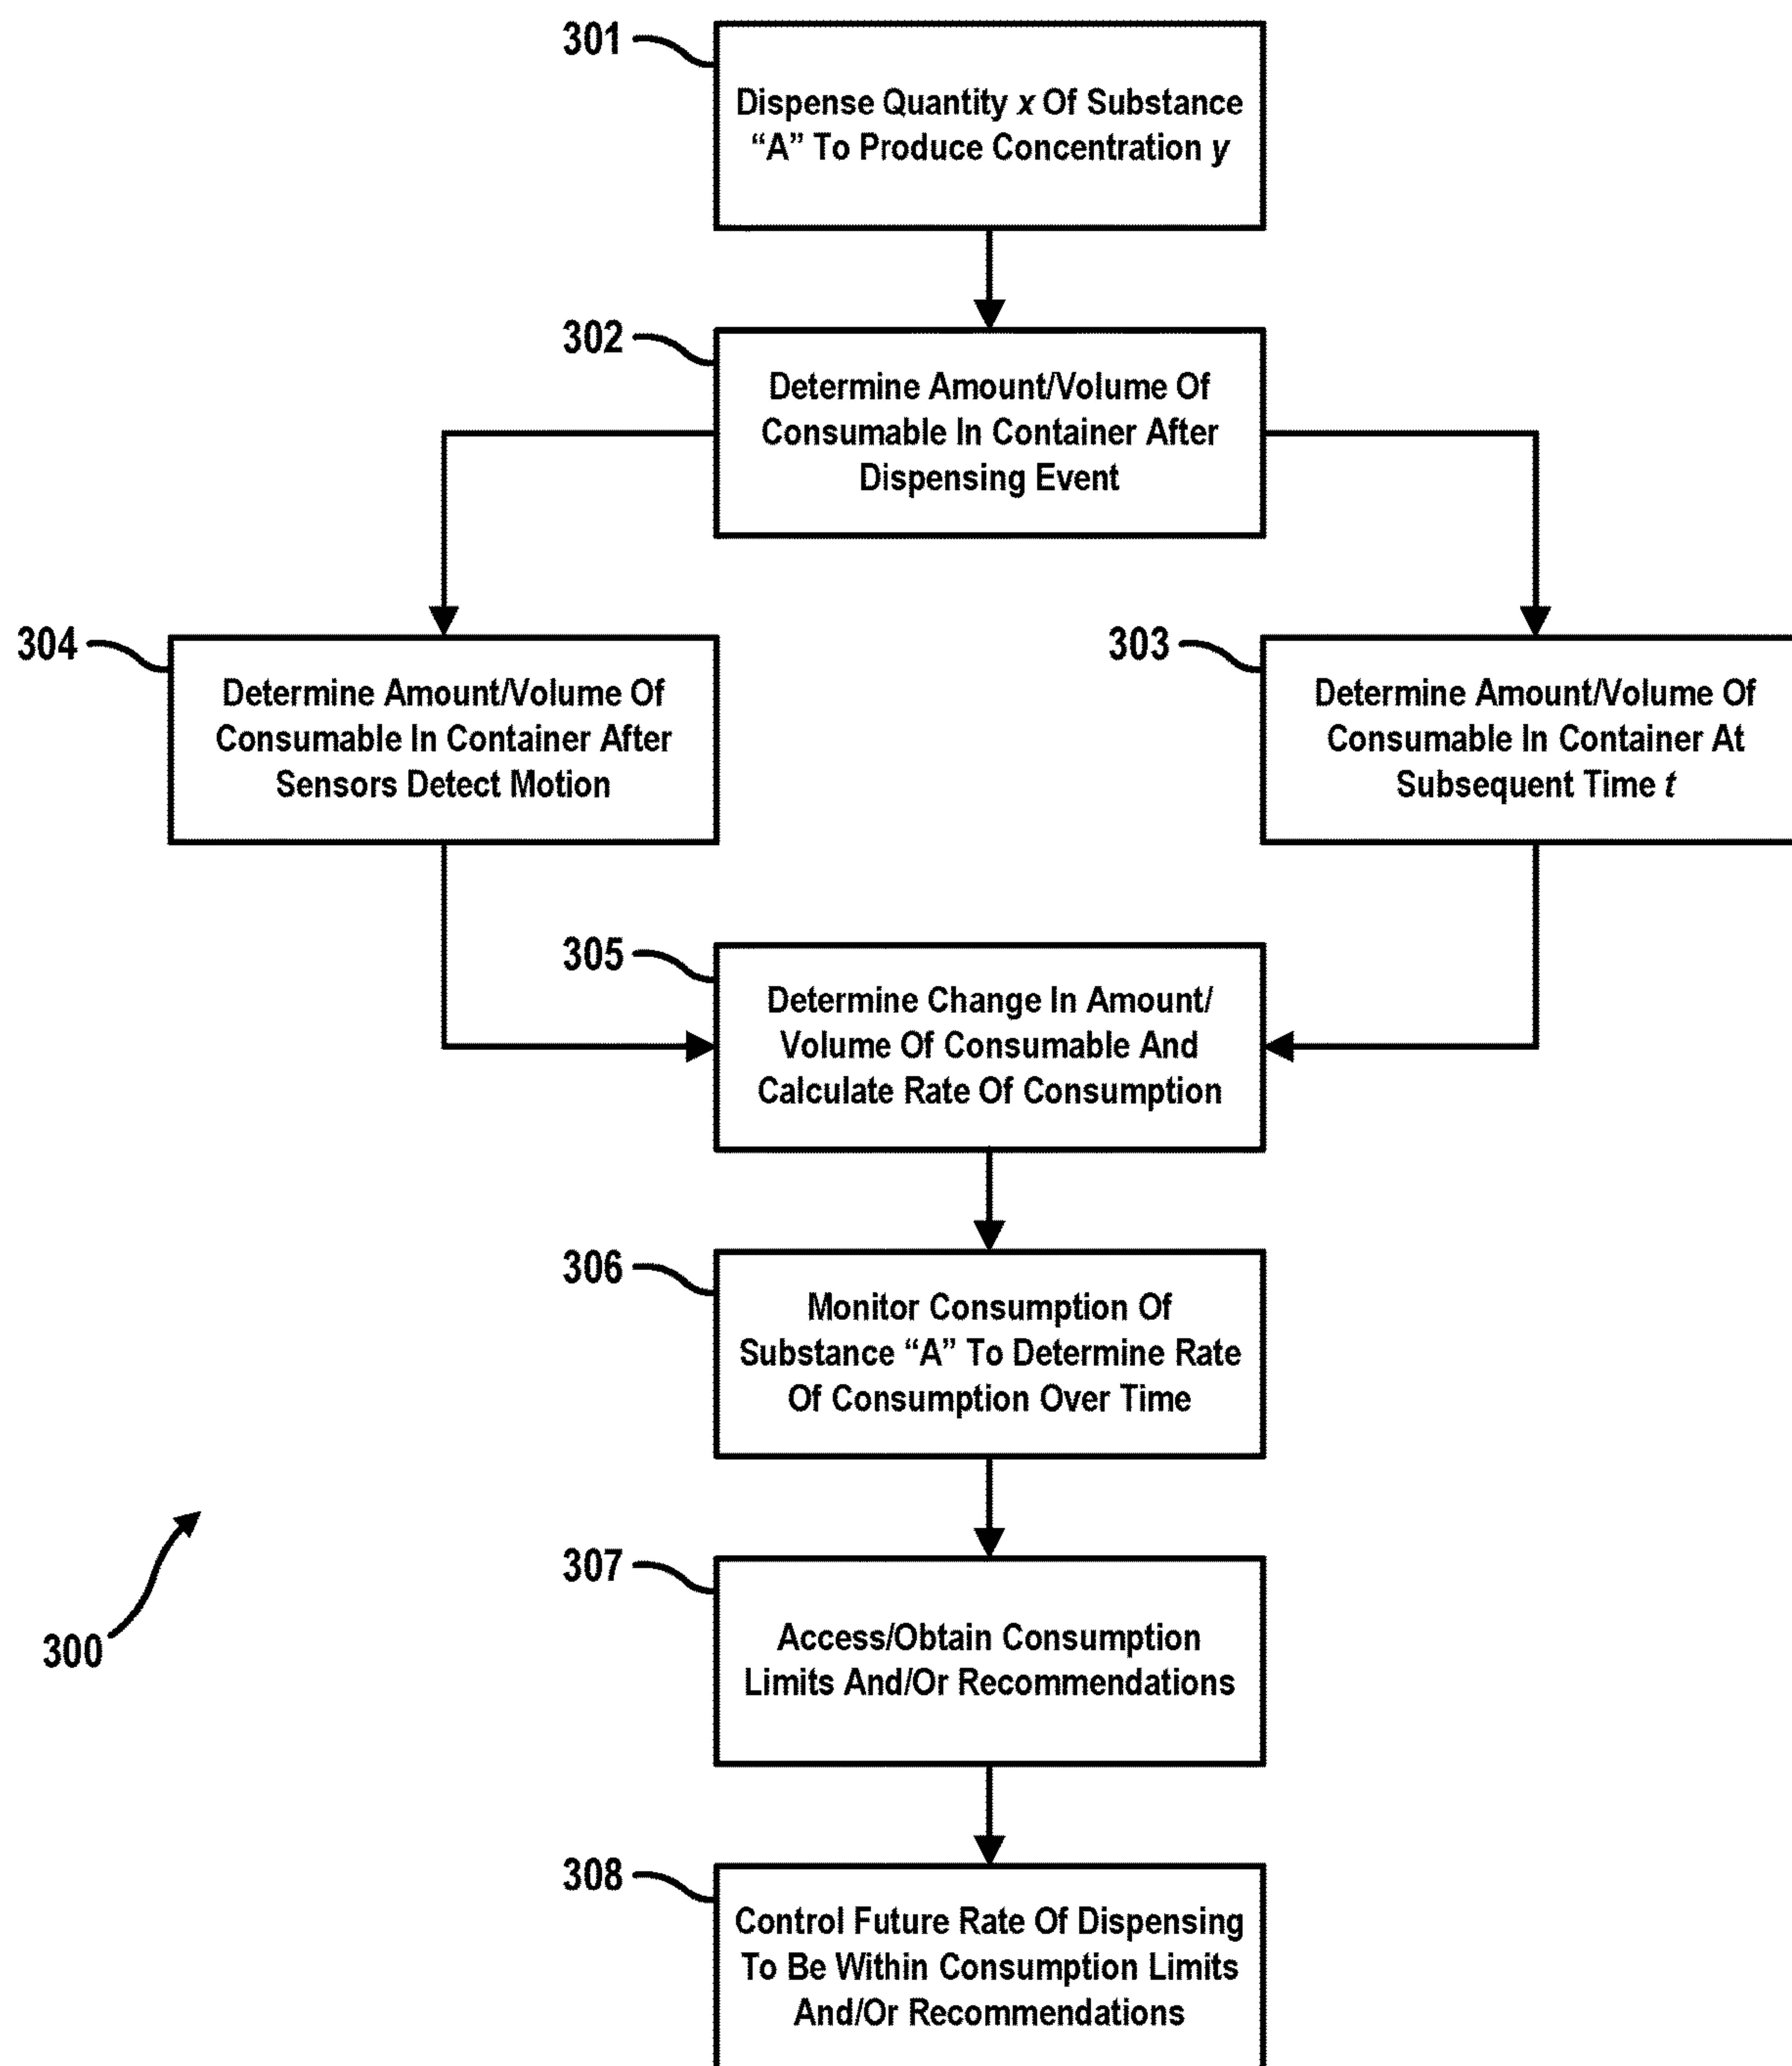 301
Dispense Quantity x Of Substance
“A” To Produce Concentration y
302
Determine Amount/Volume Of
Consumable In Container After
Dispensing Event
304
Determine Amount/Volume Of
Consumable In Container After
Sensors Detect Motion
303
Determine Amount/Volume Of
Consumable In Container At
Subsequent Time t
305
Determine Change In Amount/
Volume Of Consumable And
Calculate Rate Of Consumption
306
Monitor Consumption Of
Substance “A” To Determine Rate
Of Consumption Over Time
300
307
Access/Obtain Consumption
Limits And/Or Recommendations
308
Control Future Rate Of Dispensing
To Be Within Consumption Limits
And/Or Recommendations